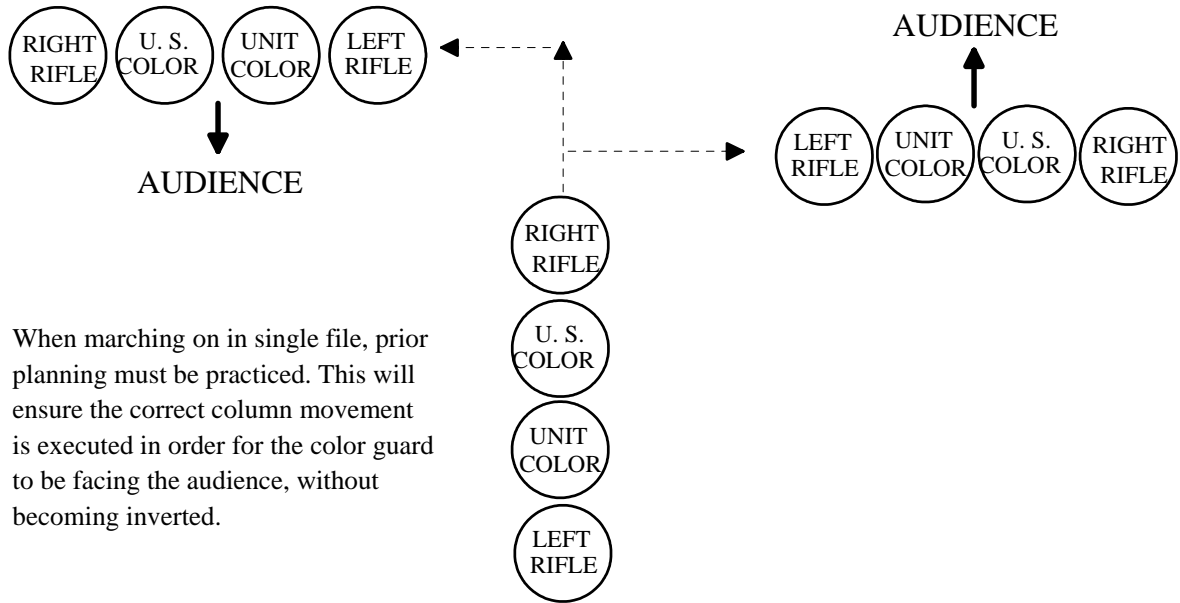 RIGHT
RIFLE
U. S.
COLOR
UNIT
COLOR
LEFT
RIFLE
AUDIENCE
AUDIENCE
LEFT
RIFLE
UNIT
COLOR
U. S.
COLOR
RIGHT
RIFLE
RIGHT
RIFLE
U. S.
COLOR
UNIT
COLOR
LEFT
RIFLE
When marching on in single file, prior
planning must be practiced. This will
ensure the correct column movement
is executed in order for the color guard
to be facing the audience, without
becoming inverted.